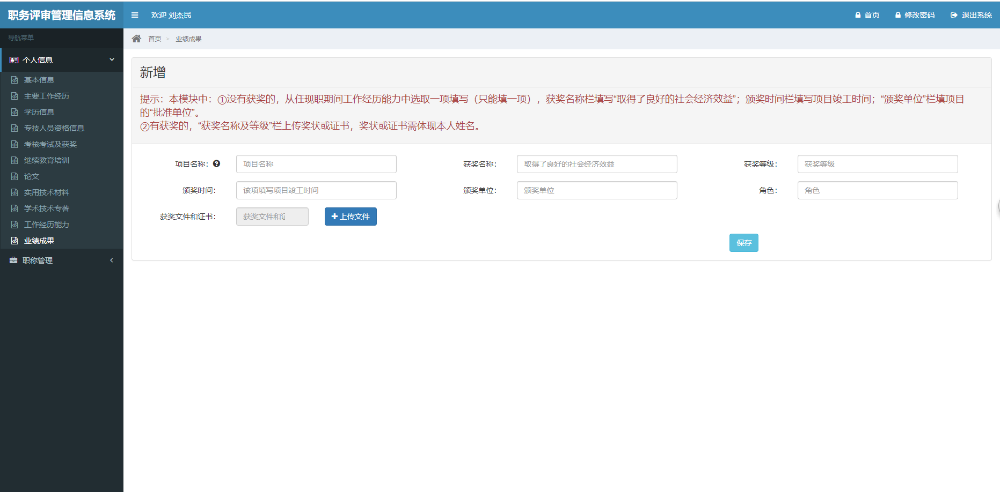 职务评审管理信息系统
欢迎 刘杰民
首页
修改密码
退出系统
导航菜单
首页 > 业绩成果
个人信息
基本信息
主要工作经历
学历信息
专技人员资格信息
考核考试及获奖
继续教育培训
论文
实用技术材料
学术技术专著
工作经历能力
业绩成果
职称管理
新增
提示：本模块中：①没有获奖的，从任现职期间工作经历能力中选取一项填写（只能填一项），获奖名称栏填写“取得了良好的社会经济效益”；颁奖时间栏填写项目竣工时间；“颁奖单位”栏填项目
的“批准单位”。
②有获奖的，“获奖名称及等级”栏上传奖状或证书，奖状或证书需体现本人姓名。
项目名称： 项目名称
获奖名称： 取得了良好的社会经济效益
获奖等级： 获奖等级
颁奖时间： 该项填写项目竣工时间
颁奖单位： 颁奖单位
角色： 角色
获奖文件和证书： 获奖文件和证
上传文件
保存